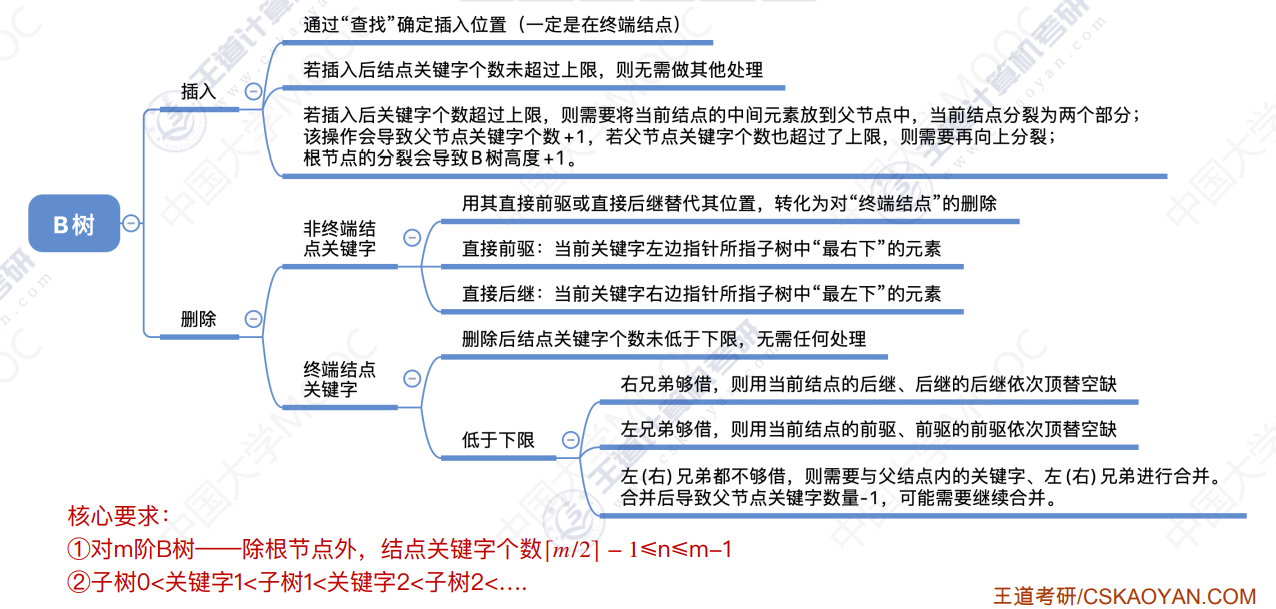 通过“查找”确定插入位置（一定是在终端结点）
若插入后结点关键字个数未超过上限，则无需做其他处理
插入
若插入后关键字个数超过上限，则需要将当前结点的中间元素放到父节点中，当前结点分裂为两个部分；
该操作会导致父节点关键字个数+1，若父节点关键字个数也超过了上限，则需要再向上分裂；
根节点的分裂会导致B树高度+1。
B树
用其直接前驱或直接后继替代其位置，转化为对“终端结点”的删除
非终端结
点关键字
直接前驱：当前关键字左边指针所指子树中“最右下”的元素
直接后继：当前关键字右边指针所指子树中“最左下”的元素
删除
删除后结点关键字个数未低于下限，无需任何处理
终端结点
关键字
右兄弟够借，则用当前结点的后继、后继的后继依次顶替空缺
左兄弟够借，则用当前结点的前驱、前驱的前驱依次顶替空缺
低于下限
左(右)兄弟都不够借，则需要与父结点内的关键字、左(右)兄弟进行合并。
合并后导致父节点关键字数量-1，可能需要继续合并。
核心要求：
①对m阶B树——除根节点外，结点关键字个数⌈m/2⌉ − 1≤n≤m−1
②子树0<关键字1<子树1<关键字2<子树2<....
王道考研/CSKAOYAN.COM